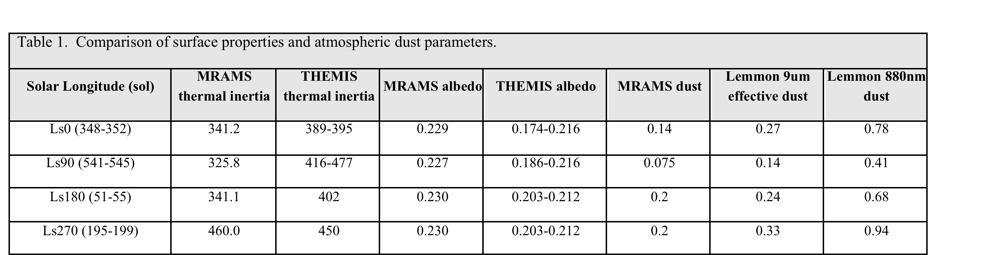 Table 1. Comparison of surface properties and atmospheric dust parameters.
Solar Longitude (sol) MRAMS thermal inertia THEMIS thermal inertia MRAMS albedo THEMIS albedo MRAMS dust Lemmon 9um effective dust Lemmon 880nm dust
Ls0 (348-352) 341.2 389-395 0.229 0.174-0.216 0.14 0.27 0.78
Ls90 (541-545) 325.8 416-477 0.227 0.186-0.216 0.075 0.14 0.41
Ls180 (51-55) 341.1 402 0.230 0.203-0.212 0.2 0.24 0.68
Ls270 (195-199) 460.0 450 0.230 0.203-0.212 0.2 0.33 0.94